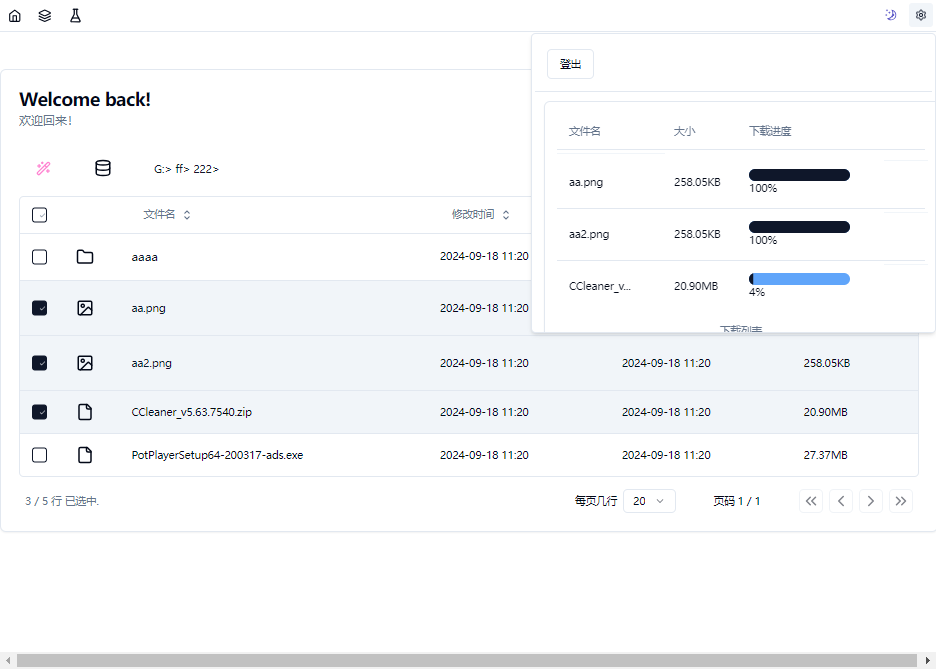 登出
Welcome back!
欢迎回来!
文件名 大小 下载进度
aa.png 258.05KB 100%
aa2.png 258.05KB 100%
CCleaner_v... 20.90MB 4%
下载列表
G:> ff> 222>
文件名 修改时间
aaaa 2024-09-18 11:20
aa.png 2024-09-18 11:20
aa2.png 2024-09-18 11:20 2024-09-18 11:20 258.05KB
CCleaner_v5.63.7540.zip 2024-09-18 11:20 2024-09-18 11:20 20.90MB
PotPlayerSetup64-200317-ads.exe 2024-09-18 11:20 2024-09-18 11:20 27.37MB
3 / 5 行 已选中. 每页几行 20 页码 1 / 1